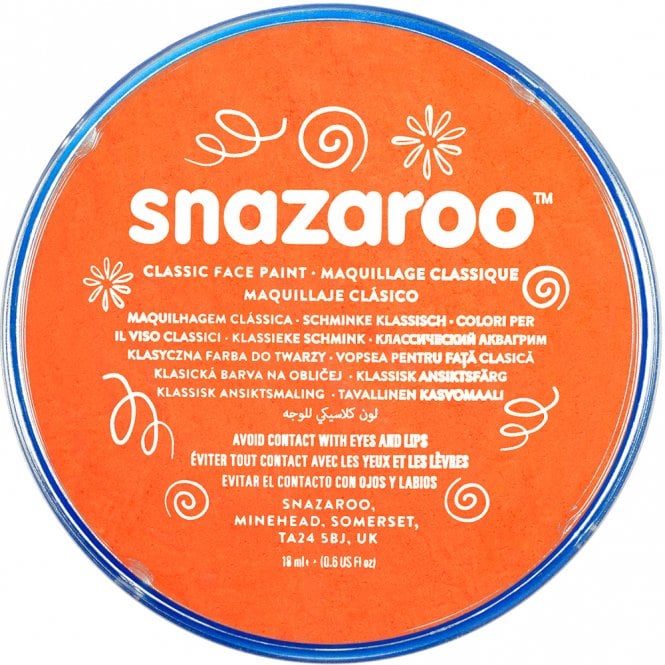 snazaroo™
CLASSIC FACE PAINT · MAQUILLAGE CLASSIQUE
MAQUILLAJE CLÁSICO
MAQUILHAGEM CLÁSSICA · SCHMINKE KLASSISCH · COLORI PER
IL VISO CLASSICI · KLASSIEKE SCHMINK · КЛАССИЧЕСКИЙ АКВАГРИМ
KLASYCZNA FARBA DO TWARZY · VOPSEA PENTRU FAȚĂ CLASICĂ
KLASICKÁ BARVA NA OBLIČEJ · KLASSISK ANSIKTSFÄRG
KLASSISK ANSIKTSMALING · TAVALLINEN KASVOMAALI
لون كلاسيكي للوجه
AVOID CONTACT WITH EYES AND LIPS
ÉVITER TOUT CONTACT AVEC LES YEUX ET LES LÈVRES
EVITAR EL CONTACTO CON OJOS Y LABIOS
SNAZAROO,
MINEHEAD, SOMERSET,
TA24 5BJ, UK
18 ml e (0.6 US Fl oz)